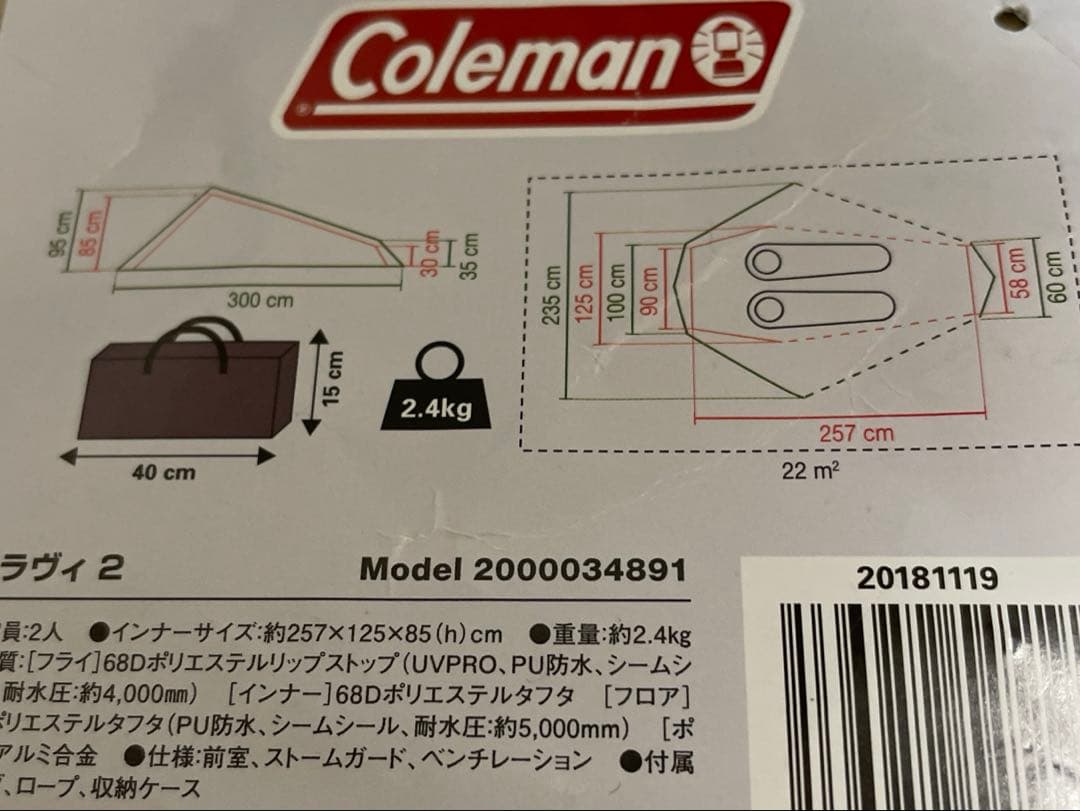 Coleman
95 cm
85 cm
30 cm
35 cm
300 cm
235 cm
125 cm
100 cm
90 cm
58 cm
60 cm
257 cm
22 m²
15 cm
40 cm
2.4kg
ラヴィ 2
Model 2000034891
20181119
員:2人 ●インナーサイズ:約257×125×85(h)cm ●重量:約2.4kg
質:[フライ]68Dポリエステルリップストップ(UVPRO、PU防水、シームシ
耐水圧:約4,000mm) [インナー]68Dポリエステルタフタ [フロア]
ポリエステルタフタ(PU防水、シームシール、耐水圧:約5,000mm) [ポ
アルミ合金 ●仕様:前室、ストームガード、ベンチレーション ●付属
、ロープ、収納ケース